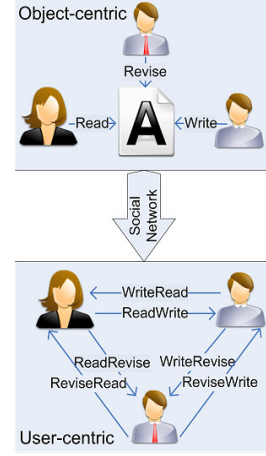 Object-centric
Revise
Read
A
Write
Social
Network
WriteRead
ReadWrite
ReadRevise
WriteRevise
ReviseRead
ReviseWrite
User-centric